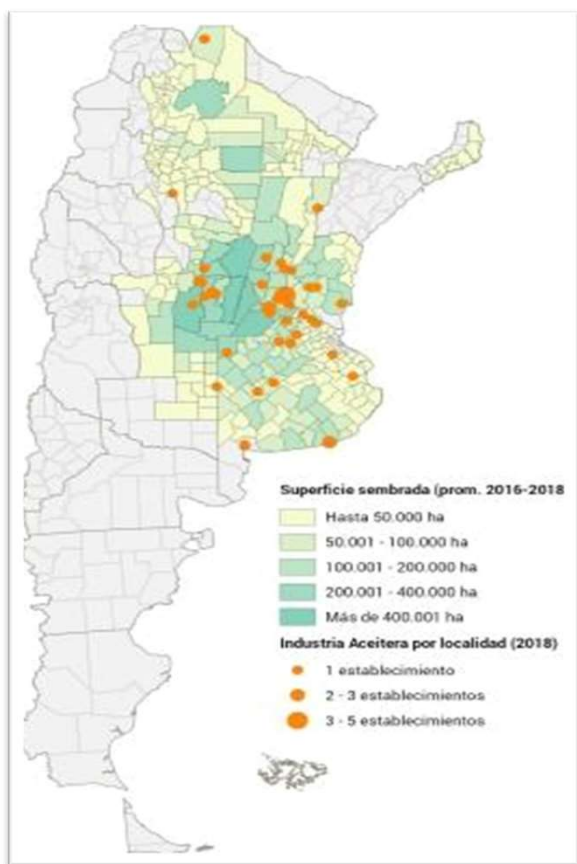 Superficie sembrada (prom. 2016-2018
Hasta 50.000 ha
50.001 - 100.000 ha
100.001 - 200.000 ha
200.001 - 400.000 ha
Más de 400.001 ha
Industria Aceitera por localidad (2018)
1 establecimiento
2 - 3 establecimientos
3 - 5 establecimientos